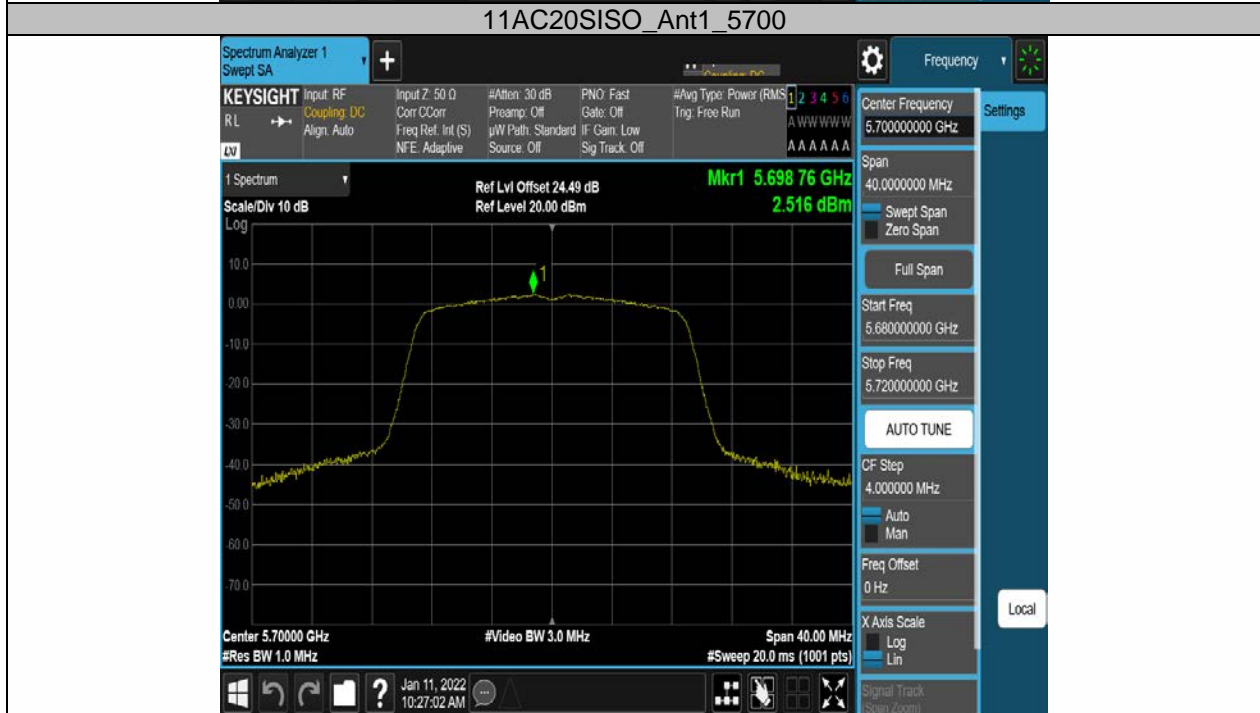 11AC20SISO_Ant1_5700
Spectrum Analyzer 1
Swept SA
+
Frequency
KEYSIGHT
RL
LXI
Input: RF
Coupling: DC
Align: Auto
Input Z: 50 Ω
Corr CCorr
Freq Ref: Int (S)
NFE: Adaptive
#Atten: 30 dB
Preamp: Off
µW Path: Standard
Source: Off
PNO: Fast
Gate: Off
IF Gain: Low
Sig Track: Off
#Avg Type: Power (RMS
Trig: Free Run
1 2 3 4 5 6
A W W W W W
A A A A A A
Center Frequency
5.700000000 GHz
Settings
Span
40.0000000 MHz
Swept Span
Zero Span
Full Span
Start Freq
5.680000000 GHz
Stop Freq
5.720000000 GHz
AUTO TUNE
CF Step
4.000000 MHz
Auto
Man
Freq Offset
0 Hz
X Axis Scale
Log
Lin
Signal Track
(Span Zoom)
Local
1 Spectrum
Scale/Div 10 dB
Ref Lvl Offset 24.49 dB
Ref Level 20.00 dBm
Mkr1 5.698 76 GHz
2.516 dBm
Log
10.0
0.00
-10.0
-20.0
-30.0
-40.0
-50.0
-60.0
-70.0
1
Center 5.70000 GHz
#Res BW 1.0 MHz
#Video BW 3.0 MHz
Span 40.00 MHz
#Sweep 20.0 ms (1001 pts)
?
Jan 11, 2022
10:27:02 AM